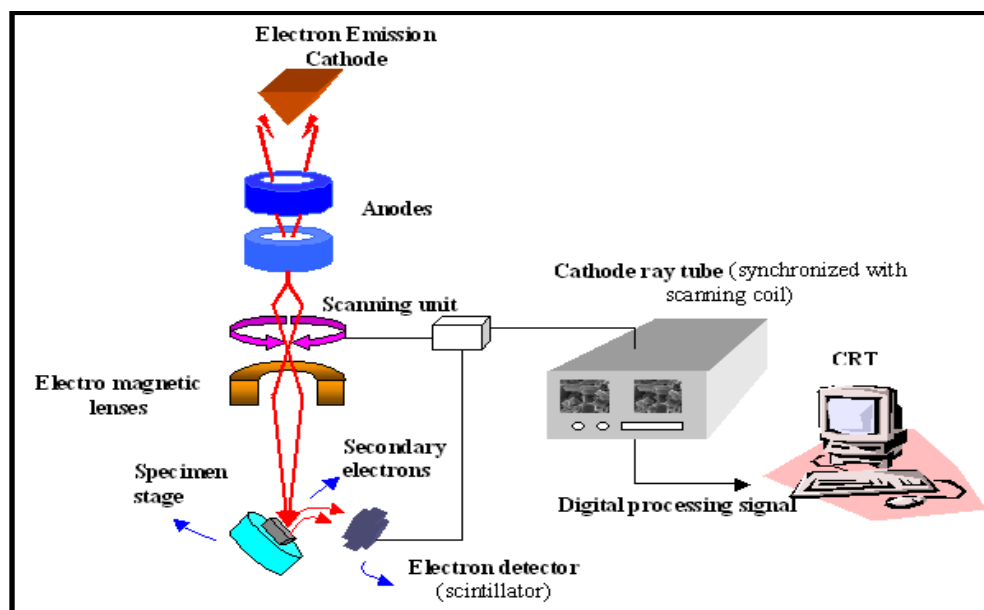 Electron Emission
Cathode
Anodes
Cathode ray tube (synchronized with
scanning coil)
Scanning unit
CRT
Electro magnetic
lenses
Secondary
electrons
Specimen
stage
Digital processing signal
Electron detector
(scintillator)